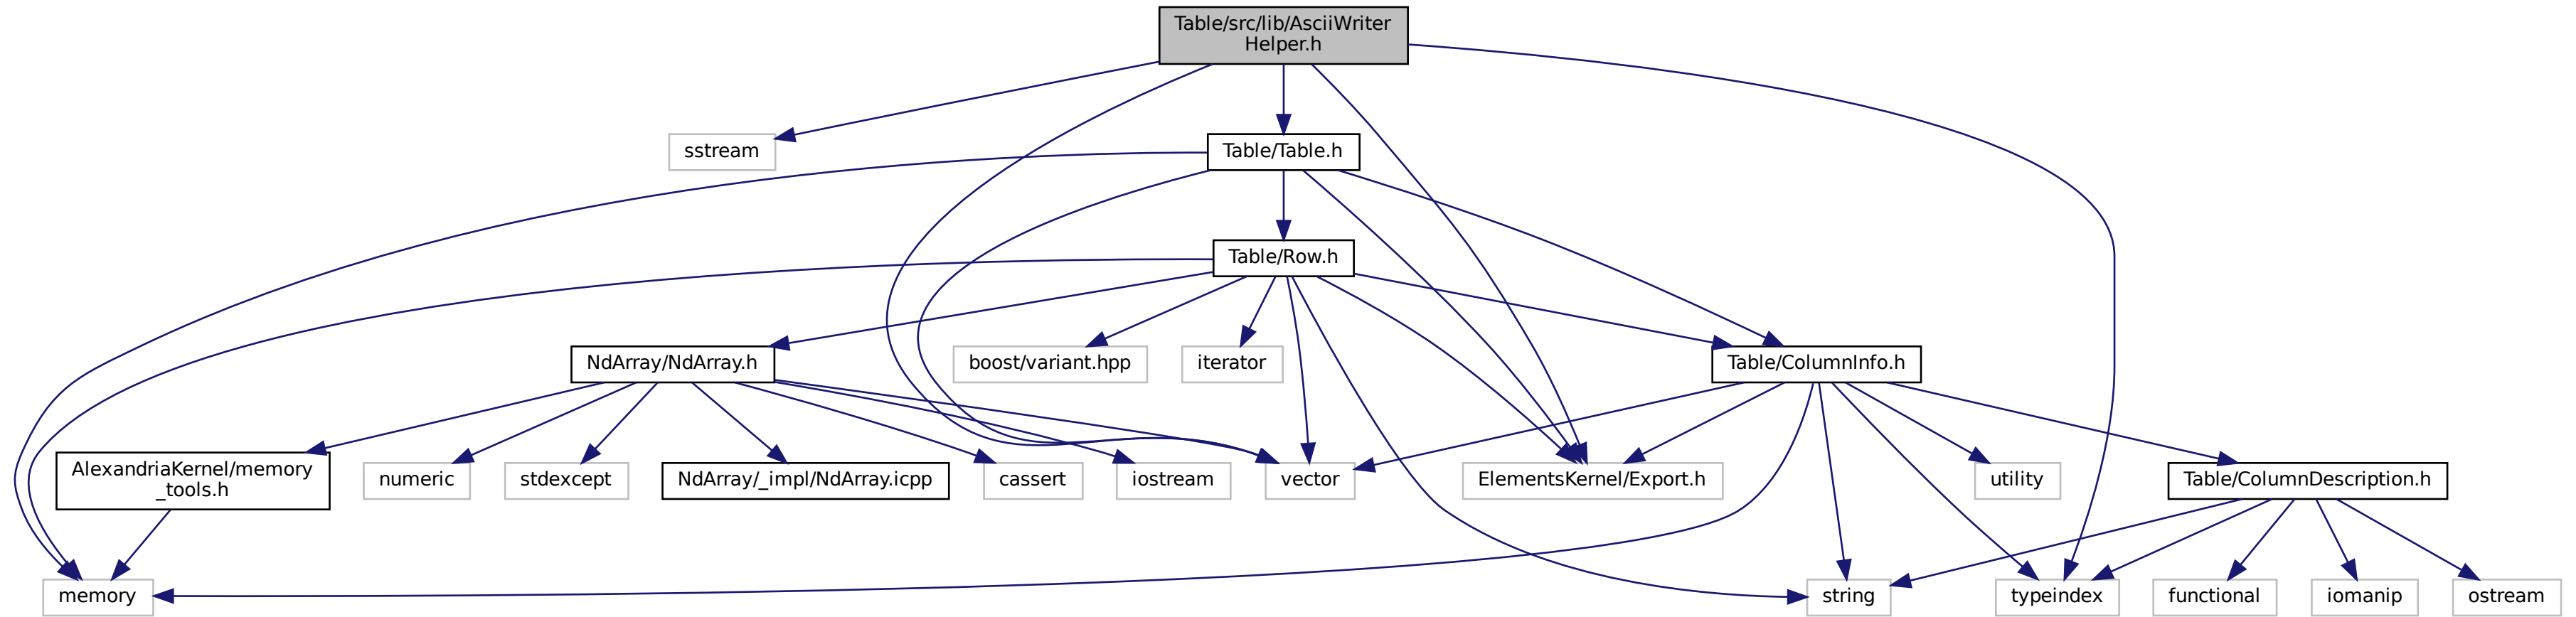 Table/src/lib/AsciiWriter
Helper.h
sstream
Table/Table.h
Table/Row.h
NdArray/NdArray.h
boost/variant.hpp
iterator
Table/ColumnInfo.h
AlexandriaKernel/memory
_tools.h
numeric
stdexcept
NdArray/_impl/NdArray.icpp
cassert
iostream
vector
ElementsKernel/Export.h
utility
Table/ColumnDescription.h
memory
string
typeindex
functional
iomanip
ostream